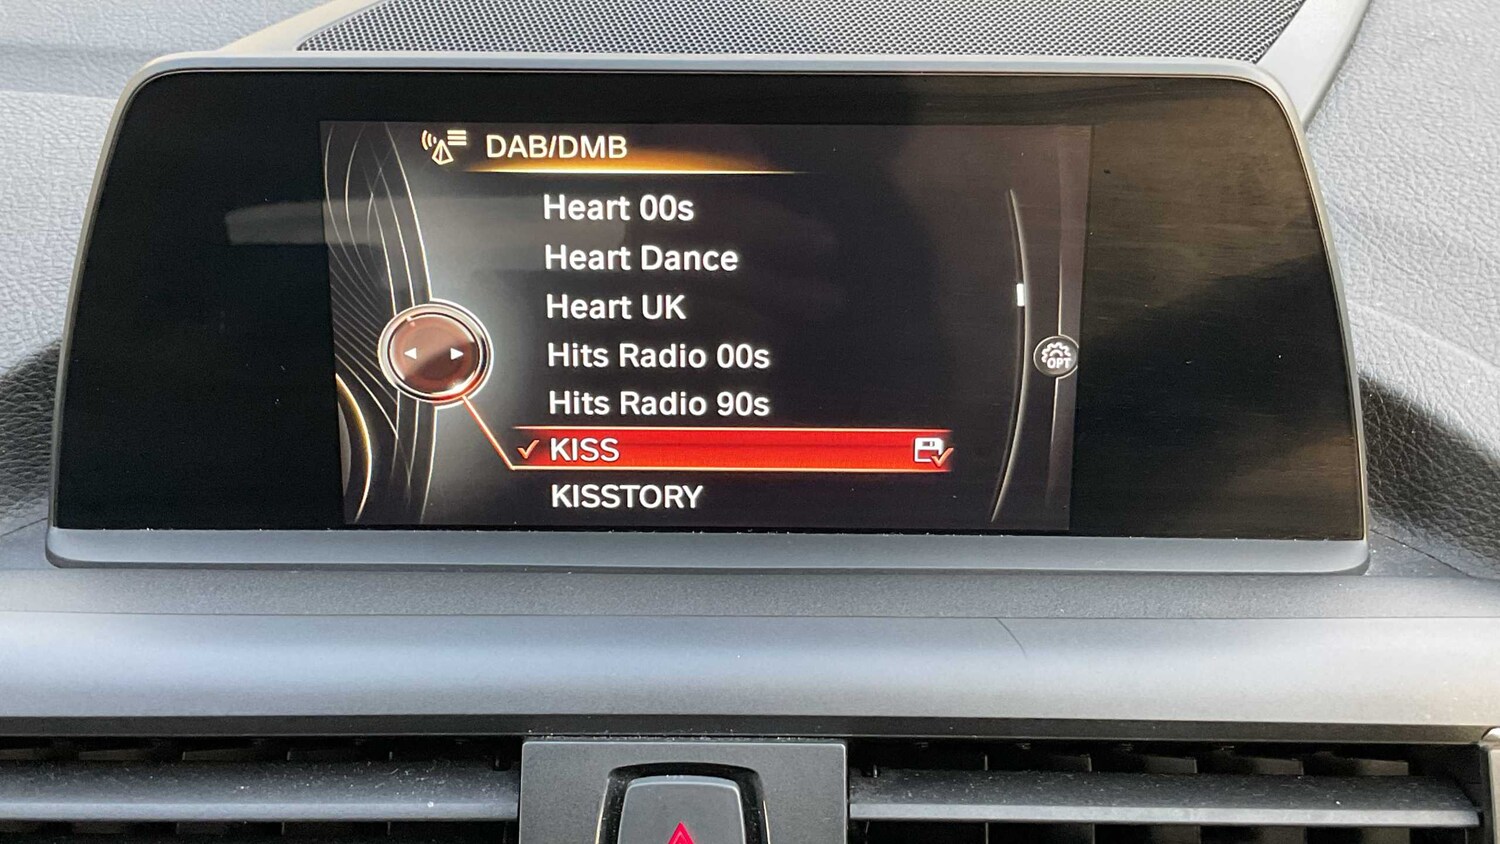 DAB/DMB
Heart 00s
Heart Dance
Heart UK
Hits Radio 00s
OPT
Hits Radio 90s
KISS
KISSTORY